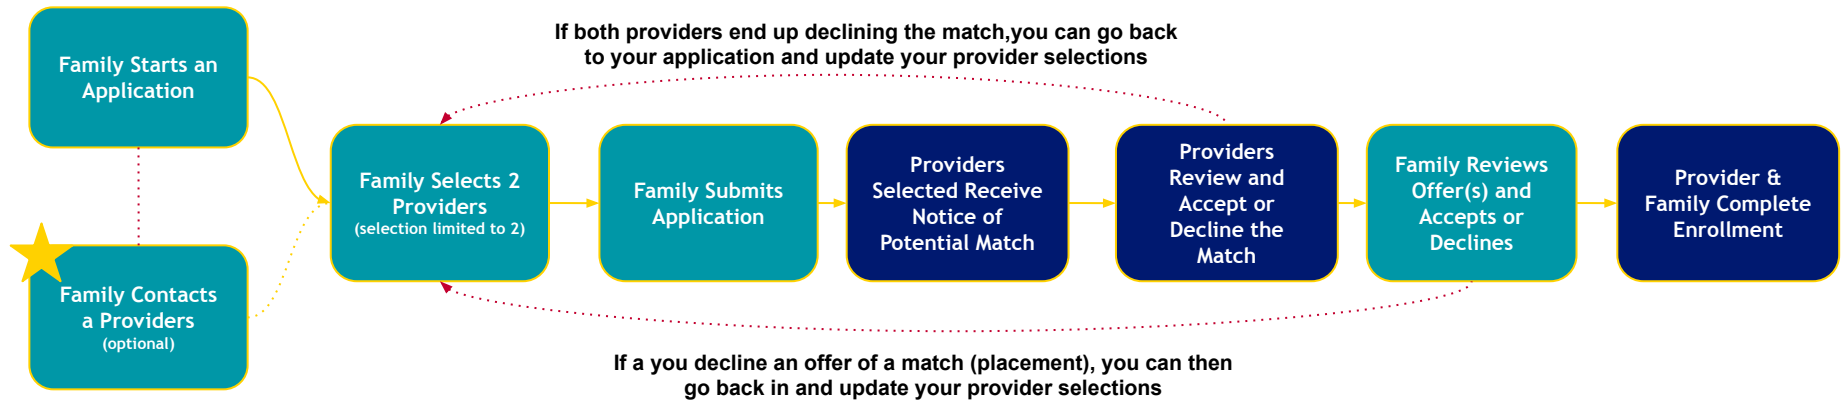 If both providers end up declining the match,you can go back
to your application and update your provider selections
Family Starts an
Application
Family Contacts
a Providers
(optional)
Family Selects 2
Providers
(selection limited to 2)
Family Submits
Application
Providers
Selected Receive
Notice of
Potential Match
Providers
Review and
Accept or
Decline the
Match
Family Reviews
Offer(s) and
Accepts or
Declines
Provider &
Family Complete
Enrollment
If a you decline an offer of a match (placement), you can then
go back in and update your provider selections